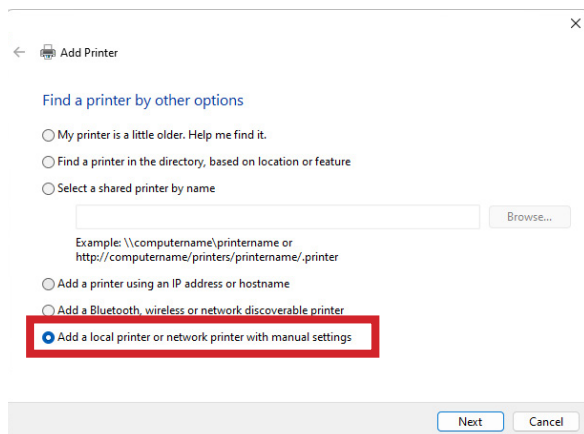 Add Printer
Find a printer by other options
My printer is a little older. Help me find it.
Find a printer in the directory, based on location or feature
Select a shared printer by name
Browse...
Example: \\computername\printername or
http://computername/printers/printername/.printer
Add a printer using an IP address or hostname
Add a Bluetooth, wireless or network discoverable printer
Add a local printer or network printer with manual settings
Next
Cancel